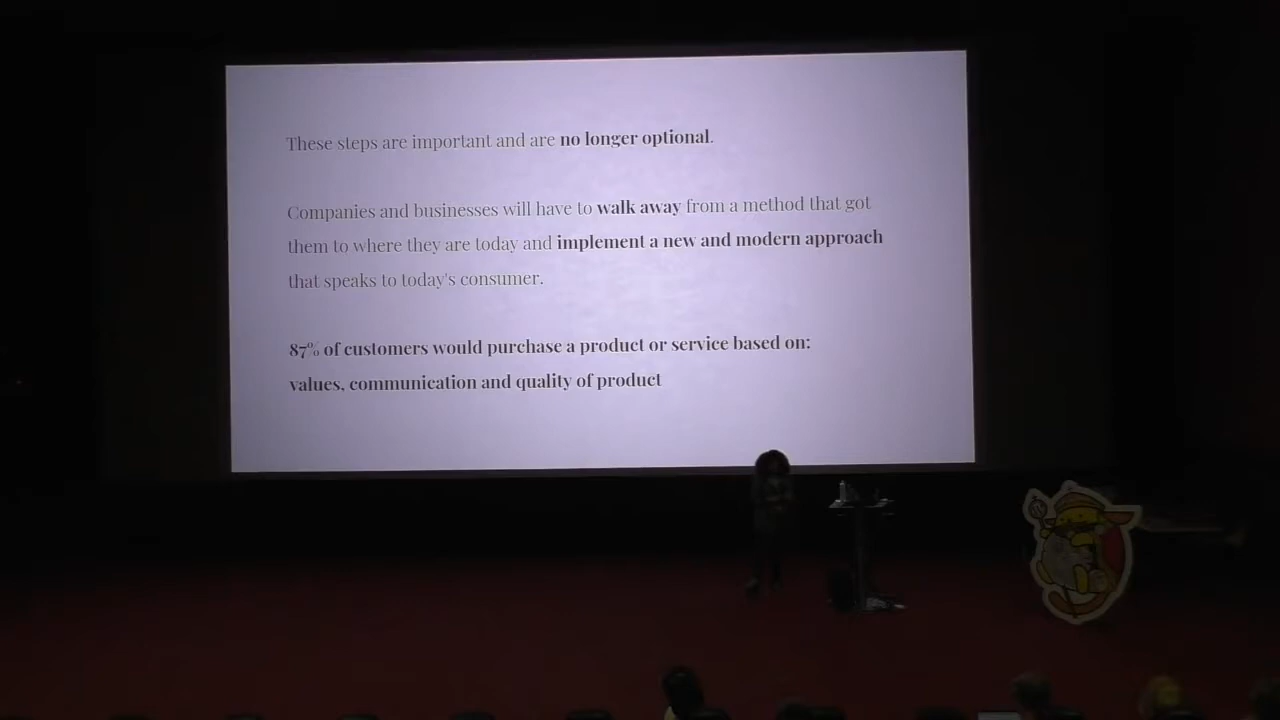 These steps are important and are no longer optional.
Companies and businesses will have to walk away from a method that got
them to where they are today and implement a new and modern approach
that speaks to today's consumer.
87% of customers would purchase a product or service based on:
values, communication and quality of product